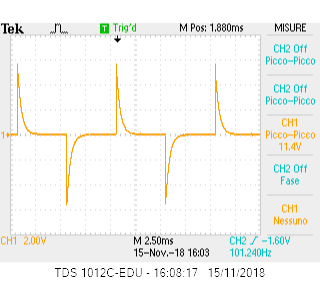 Tek Trig'd M Pos: 1.880ms MISURE
CH2 Off
Picco-Picco
CH2 Off
Picco-Picco
CH1
Picco-Picco
11.4V
CH2 Off
Fase
CH1
Nessuno
1
CH1 2.00V M 2.50ms CH2 -1.60V
15-Nov.-18 16:03 101.240Hz
TDS 1012C-EDU - 16:08:17 15/11/2018